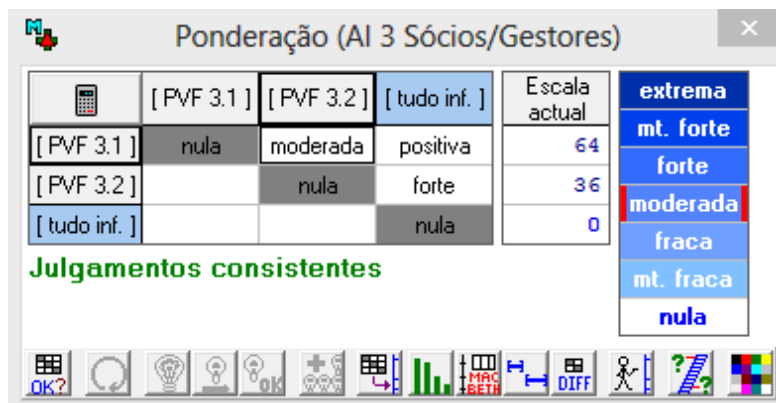 Ponderação (AI 3 Sócios/Gestores)
[ PVF 3.1 ] [ PVF 3.2 ] [ tudo inf. ] Escala actual
[ PVF 3.1 ] nula moderada positiva 64
[ PVF 3.2 ] nula forte 36
[ tudo inf. ] nula 0
extrema
mt. forte
forte
moderada
fraca
mt. fraca
nula
Julgamentos consistentes
OK? OK MAC BETH DIFF ? ?